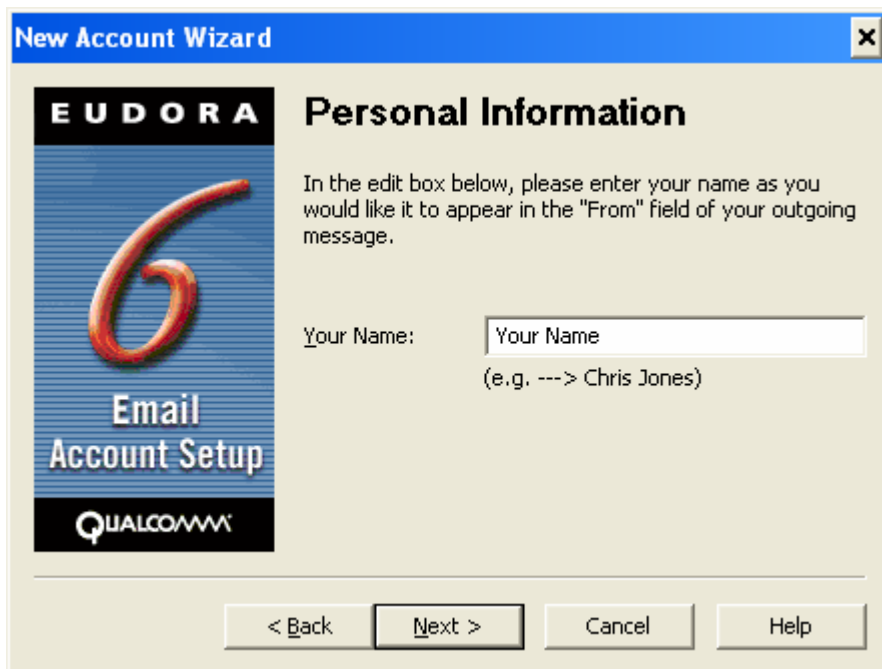 New Account Wizard
EUDORA
6
Email
Account Setup
QUALCOMM
Personal Information
In the edit box below, please enter your name as you
would like it to appear in the "From" field of your outgoing
message.
Your Name:
Your Name
(e.g. ---> Chris Jones)
< Back
Next >
Cancel
Help